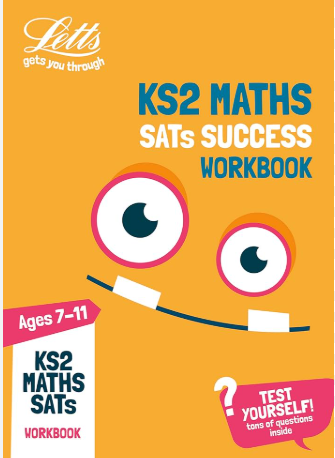 Letts
gets you through
KS2 MATHS
SATs SUCCESS
WORKBOOK
Ages 7-11
KS2
MATHS
SATs
WORKBOOK
?
TEST
YOURSELF!
tons of questions
inside